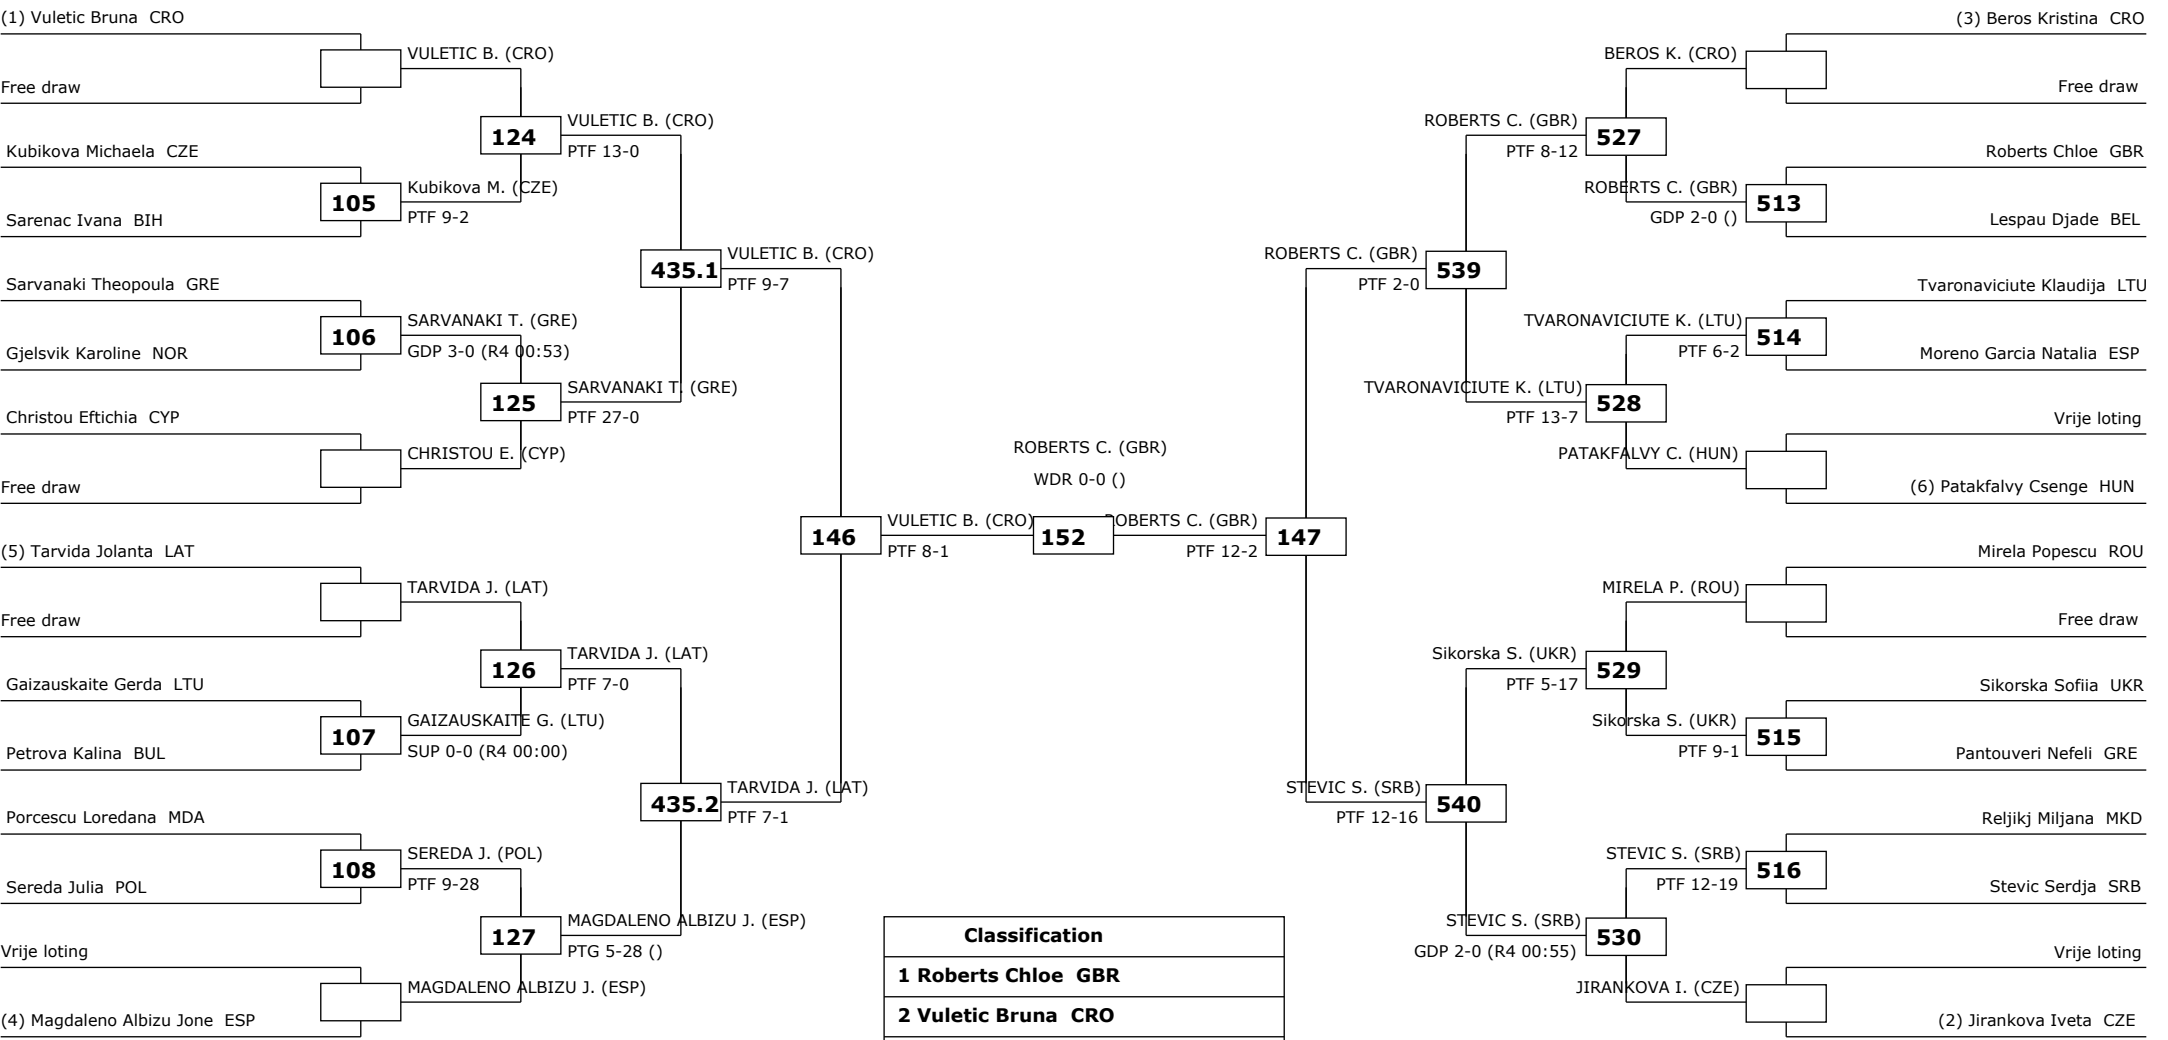 (1) Vuletic Bruna CRO
VULETIC B. (CRO)
Free draw
124
VULETIC B. (CRO)
PTF 13-0
Kubikova Michaela CZE
105
Kubikova M. (CZE)
PTF 9-2
Sarenac Ivana BIH
435.1
VULETIC B. (CRO)
PTF 9-7
Sarvanaki Theopoula GRE
106
SARVANAKI T. (GRE)
GDP 3-0 (R4 00:53)
Gjelsvik Karoline NOR
125
SARVANAKI T. (GRE)
PTF 27-0
Christou Eftichia CYP
CHRISTOU E. (CYP)
Free draw
146
VULETIC B. (CRO)
PTF 8-1
(5) Tarvida Jolanta LAT
TARVIDA J. (LAT)
Free draw
126
TARVIDA J. (LAT)
PTF 7-0
Gaizauskaite Gerda LTU
107
GAIZAUSKAITE G. (LTU)
SUP 0-0 (R4 00:00)
Petrova Kalina BUL
435.2
TARVIDA J. (LAT)
PTF 7-1
Porcescu Loredana MDA
108
SEREDA J. (POL)
PTF 9-28
Sereda Julia POL
127
MAGDALENO ALBIZU J. (ESP)
PTG 5-28 ()
Vrije loting
MAGDALENO ALBIZU J. (ESP)
(4) Magdaleno Albizu Jone ESP
ROBERTS C. (GBR)
WDR 0-0 ()
152
ROBERTS C. (GBR)
PTF 12-2
147
(3) Beros Kristina CRO
BEROS K. (CRO)
Free draw
ROBERTS C. (GBR)
PTF 8-12
527
Roberts Chloe GBR
ROBERTS C. (GBR)
GDP 2-0 ()
513
Lespau Djade BEL
ROBERTS C. (GBR)
PTF 2-0
539
Tvaronaviciute Klaudija LTU
TVARONAVICIUTE K. (LTU)
PTF 6-2
514
Moreno Garcia Natalia ESP
TVARONAVICIUTE K. (LTU)
PTF 13-7
528
Vrije loting
PATAKFALVY C. (HUN)
(6) Patakfalvy Csenge HUN
Mirela Popescu ROU
MIRELA P. (ROU)
Free draw
Sikorska S. (UKR)
PTF 5-17
529
Sikorska Sofiia UKR
Sikorska S. (UKR)
PTF 9-1
515
Pantouveri Nefeli GRE
STEVIC S. (SRB)
PTF 12-16
540
Reljikj Miljana MKD
STEVIC S. (SRB)
PTF 12-19
516
Stevic Serdja SRB
STEVIC S. (SRB)
GDP 2-0 (R4 00:55)
530
Vrije loting
JIRANKOVA I. (CZE)
(2) Jirankova Iveta CZE
Classification
1 Roberts Chloe GBR
2 Vuletic Bruna CRO